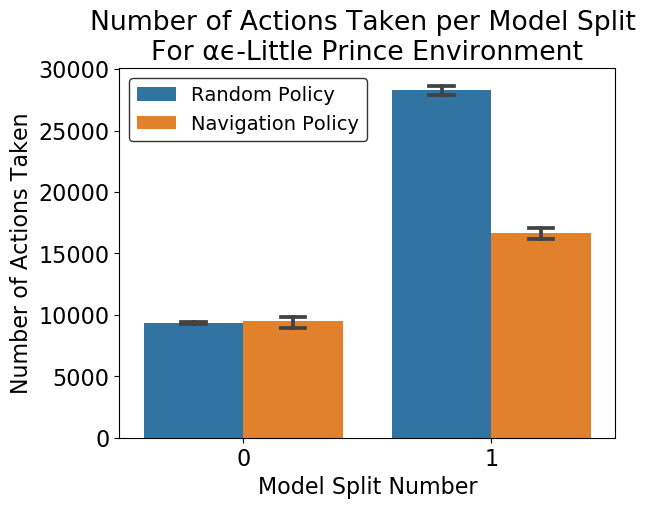 Number of Actions Taken per Model Split
For αϵ-Little Prince Environment
Random Policy
Navigation Policy
Number of Actions Taken
30000
25000
20000
15000
10000
5000
0
0
1
Model Split Number